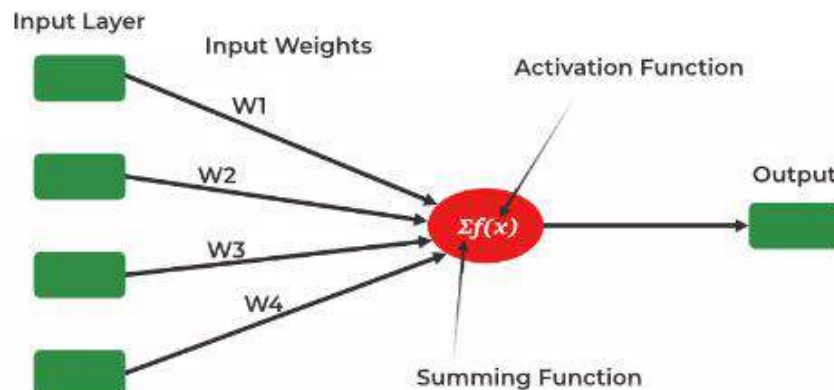 Input Layer
Input Weights
Activation Function
W1
W2
Output
Σf(x)
W3
W4
Summing Function